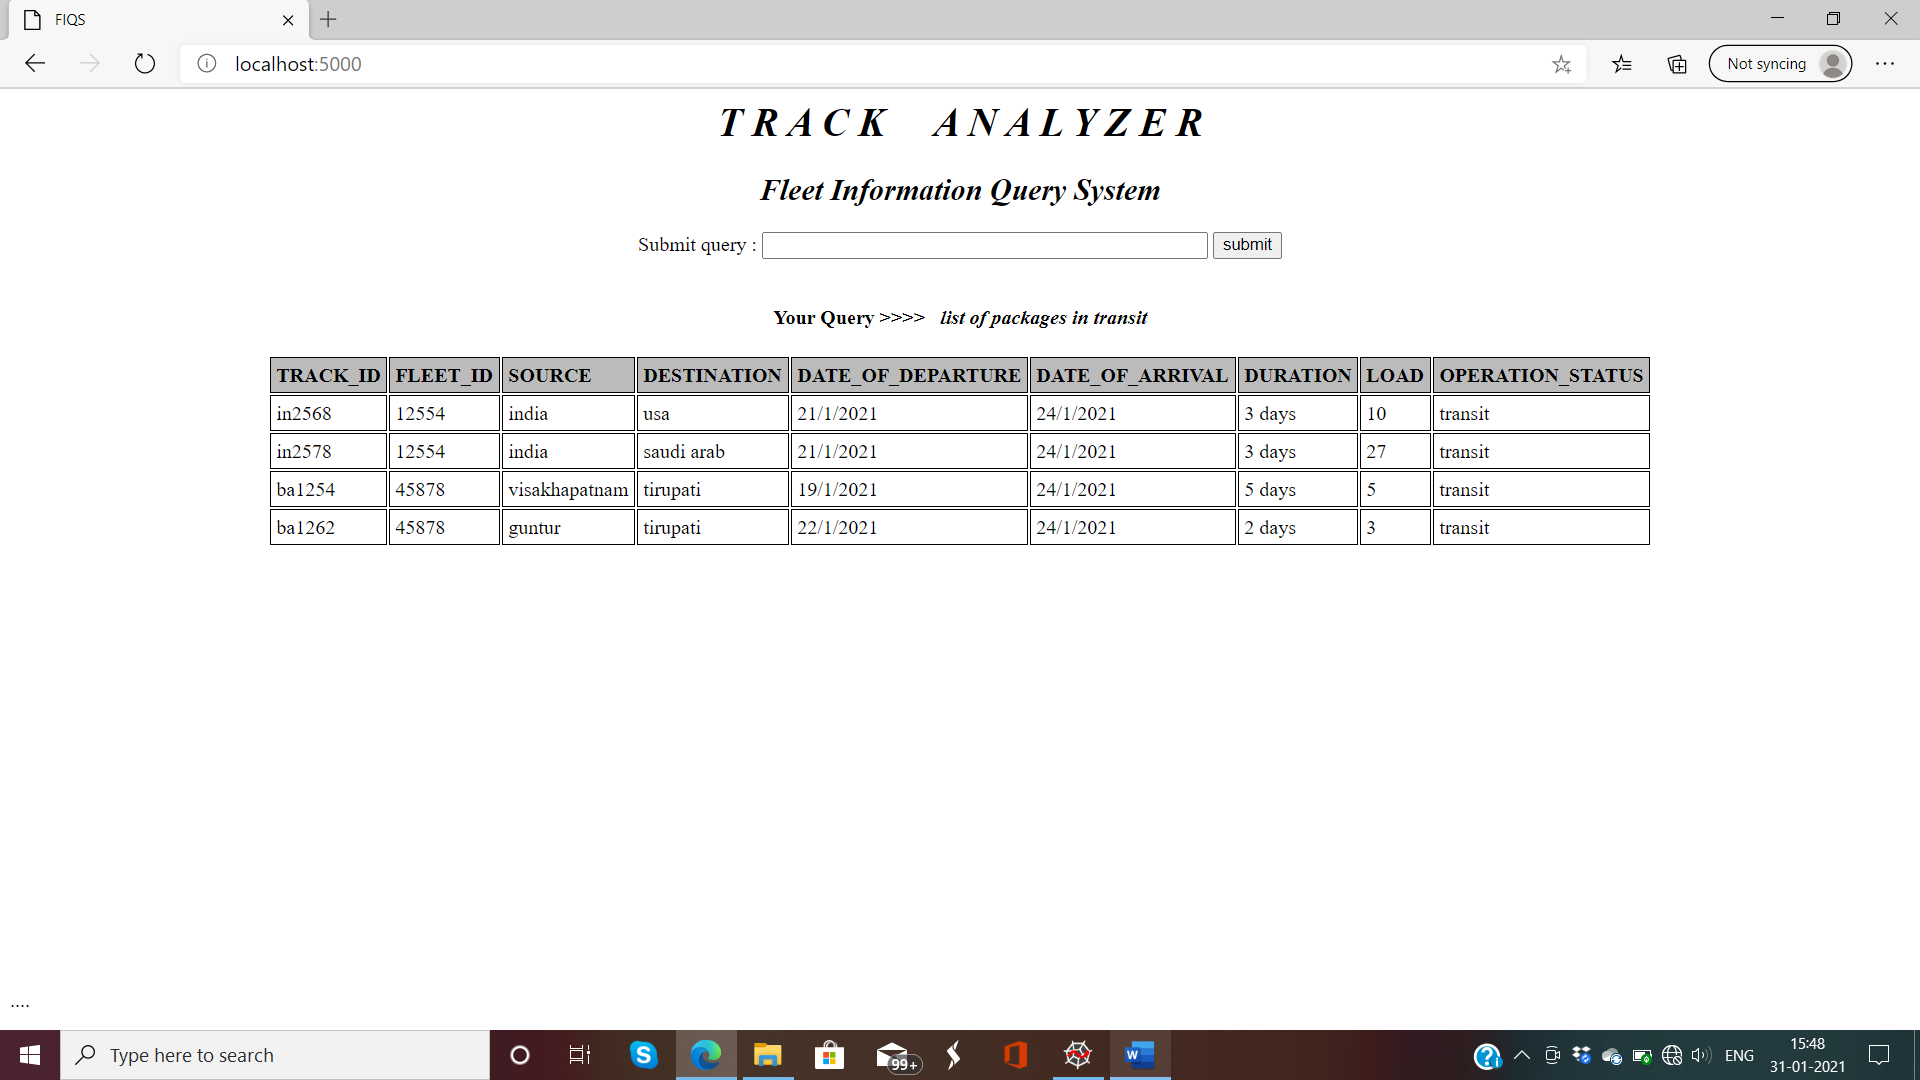 FIQS
localhost:5000
Not syncing
TRACK ANALYZER
Fleet Information Query System
Submit query : submit
Your Query >>>> list of packages in transit
TRACK_ID FLEET_ID SOURCE DESTINATION DATE_OF_DEPARTURE DATE_OF_ARRIVAL DURATION LOAD OPERATION_STATUS
in2568 12554 india usa 21/1/2021 24/1/2021 3 days 10 transit
in2578 12554 india saudi arab 21/1/2021 24/1/2021 3 days 27 transit
ba1254 45878 visakhapatnam tirupati 19/1/2021 24/1/2021 5 days 5 transit
ba1262 45878 guntur tirupati 22/1/2021 24/1/2021 2 days 3 transit
....
Type here to search
99+
ENG
15:48
31-01-2021